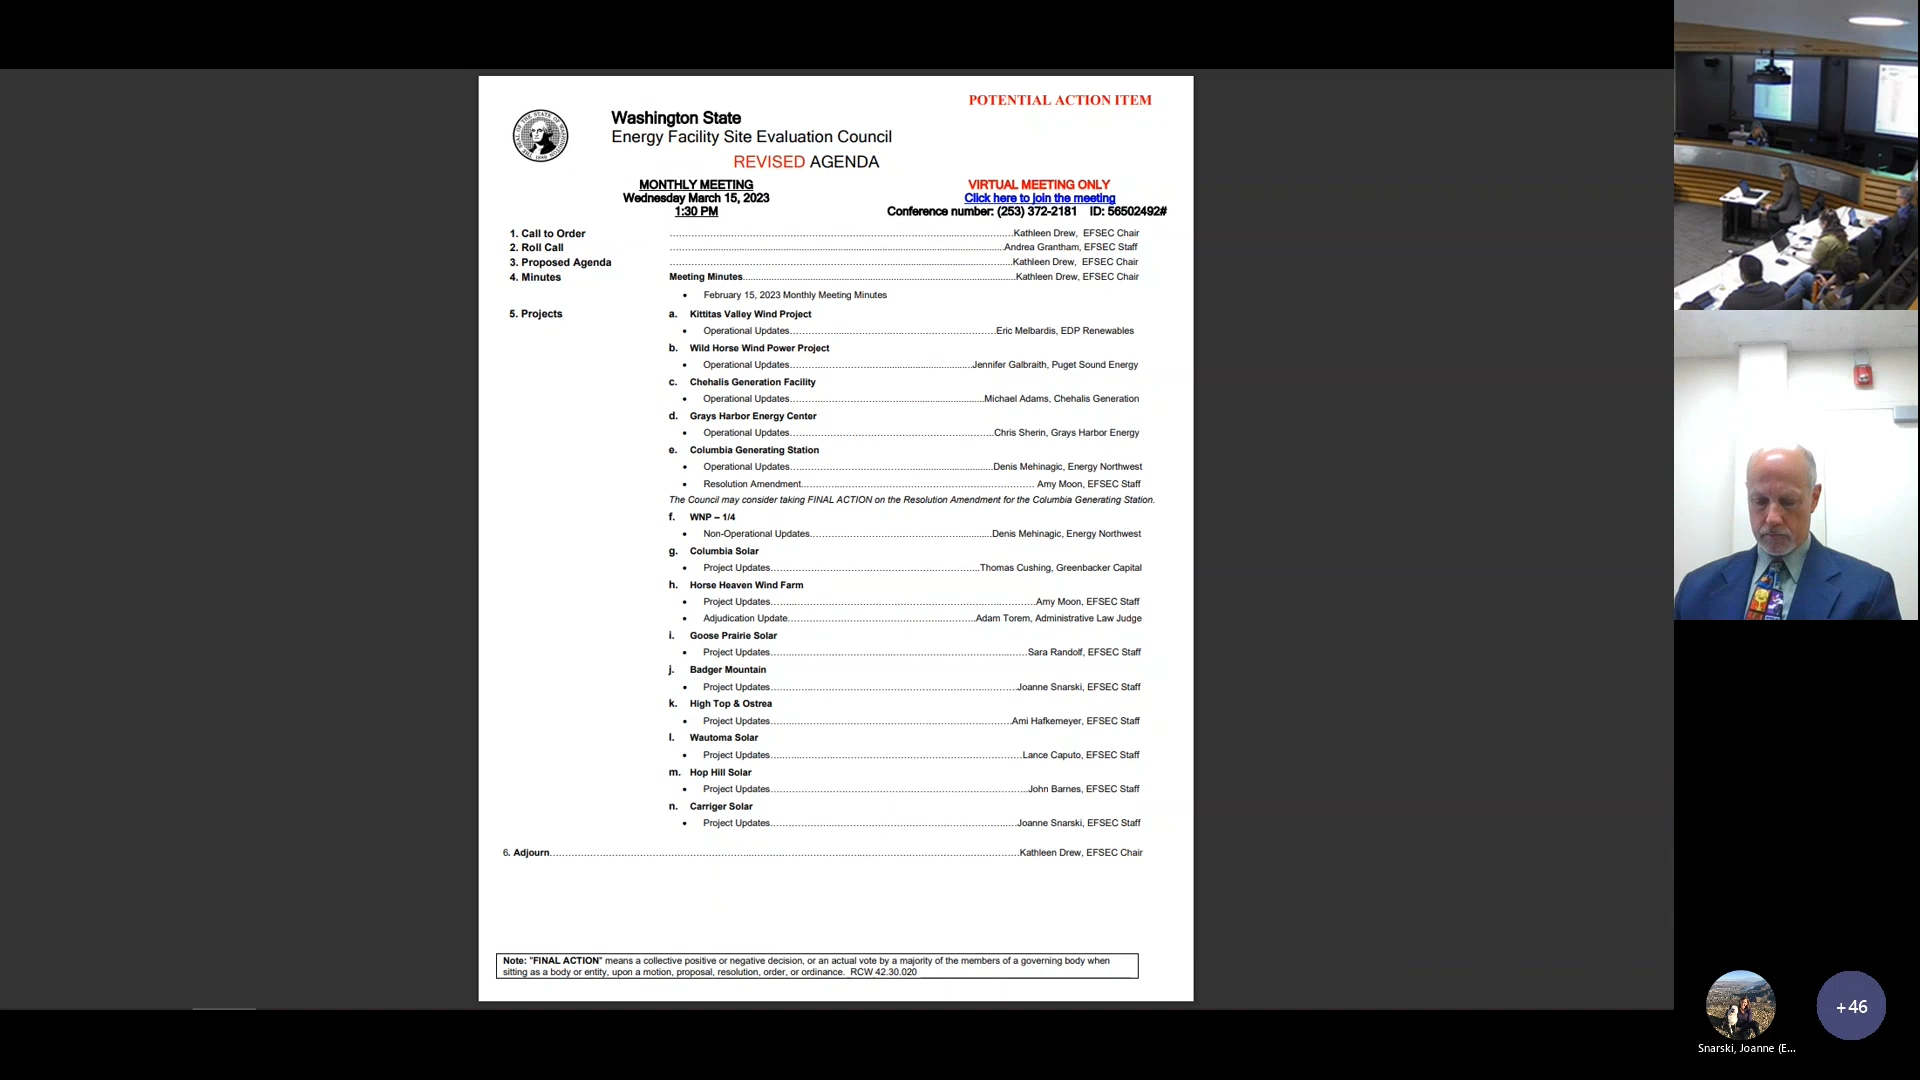 POTENTIAL ACTION ITEM
Washington State
Energy Facility Site Evaluation Council
REVISED AGENDA
MONTHLY MEETING
Wednesday March 15, 2023
1:30 PM
VIRTUAL MEETING ONLY
Click here to join the meeting
Conference number: (253) 372-2181 ID: 56502492#
1. Call to Order ........Kathleen Drew, EFSEC Chair
2. Roll Call ........Andrea Grantham, EFSEC Staff
3. Proposed Agenda ........Kathleen Drew, EFSEC Chair
4. Minutes Meeting Minutes........Kathleen Drew, EFSEC Chair
• February 15, 2023 Monthly Meeting Minutes
5. Projects a. Kittitas Valley Wind Project
• Operational Updates........Eric Melbardis, EDP Renewables
b. Wild Horse Wind Power Project
• Operational Updates........Jennifer Galbraith, Puget Sound Energy
c. Chehalis Generation Facility
• Operational Updates........Michael Adams, Chehalis Generation
d. Grays Harbor Energy Center
• Operational Updates........Chris Sherin, Grays Harbor Energy
e. Columbia Generating Station
• Operational Updates........Denis Mehinagic, Energy Northwest
• Resolution Amendment........ Amy Moon, EFSEC Staff
The Council may consider taking FINAL ACTION on the Resolution Amendment for the Columbia Generating Station.
f. WNP – 1/4
• Non-Operational Updates........Denis Mehinagic, Energy Northwest
g. Columbia Solar
• Project Updates........Thomas Cushing, Greenbacker Capital
h. Horse Heaven Wind Farm
• Project Updates........Amy Moon, EFSEC Staff
• Adjudication Update........Adam Torem, Administrative Law Judge
i. Goose Prairie Solar
• Project Updates........Sara Randolf, EFSEC Staff
j. Badger Mountain
• Project Updates........Joanne Snarski, EFSEC Staff
k. High Top & Ostrea
• Project Updates........Ami Hafkemeyer, EFSEC Staff
l. Wautoma Solar
• Project Updates........Lance Caputo, EFSEC Staff
m. Hop Hill Solar
• Project Updates........John Barnes, EFSEC Staff
n. Carriger Solar
• Project Updates........Joanne Snarski, EFSEC Staff
6. Adjourn........Kathleen Drew, EFSEC Chair
Note: "FINAL ACTION" means a collective positive or negative decision, or an actual vote by a majority of the members of a governing body when
sitting as a body or entity, upon a motion, proposal, resolution, order, or ordinance. RCW 42.30.020
+46
Snarski, Joanne (E...